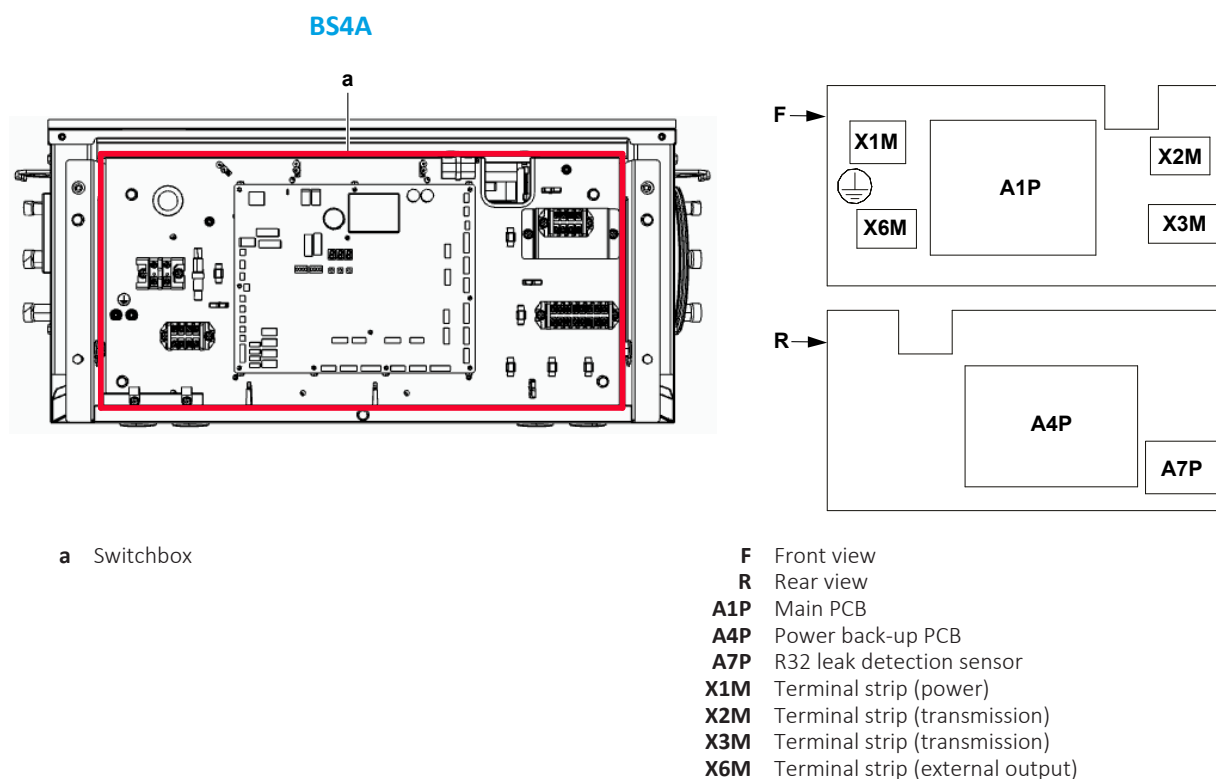 BS4A
a
F
X1M
A1P
X2M
X6M
X3M
R
A4P
A7P
a Switchbox
F Front view
R Rear view
A1P Main PCB
A4P Power back-up PCB
A7P R32 leak detection sensor
X1M Terminal strip (power)
X2M Terminal strip (transmission)
X3M Terminal strip (transmission)
X6M Terminal strip (external output)